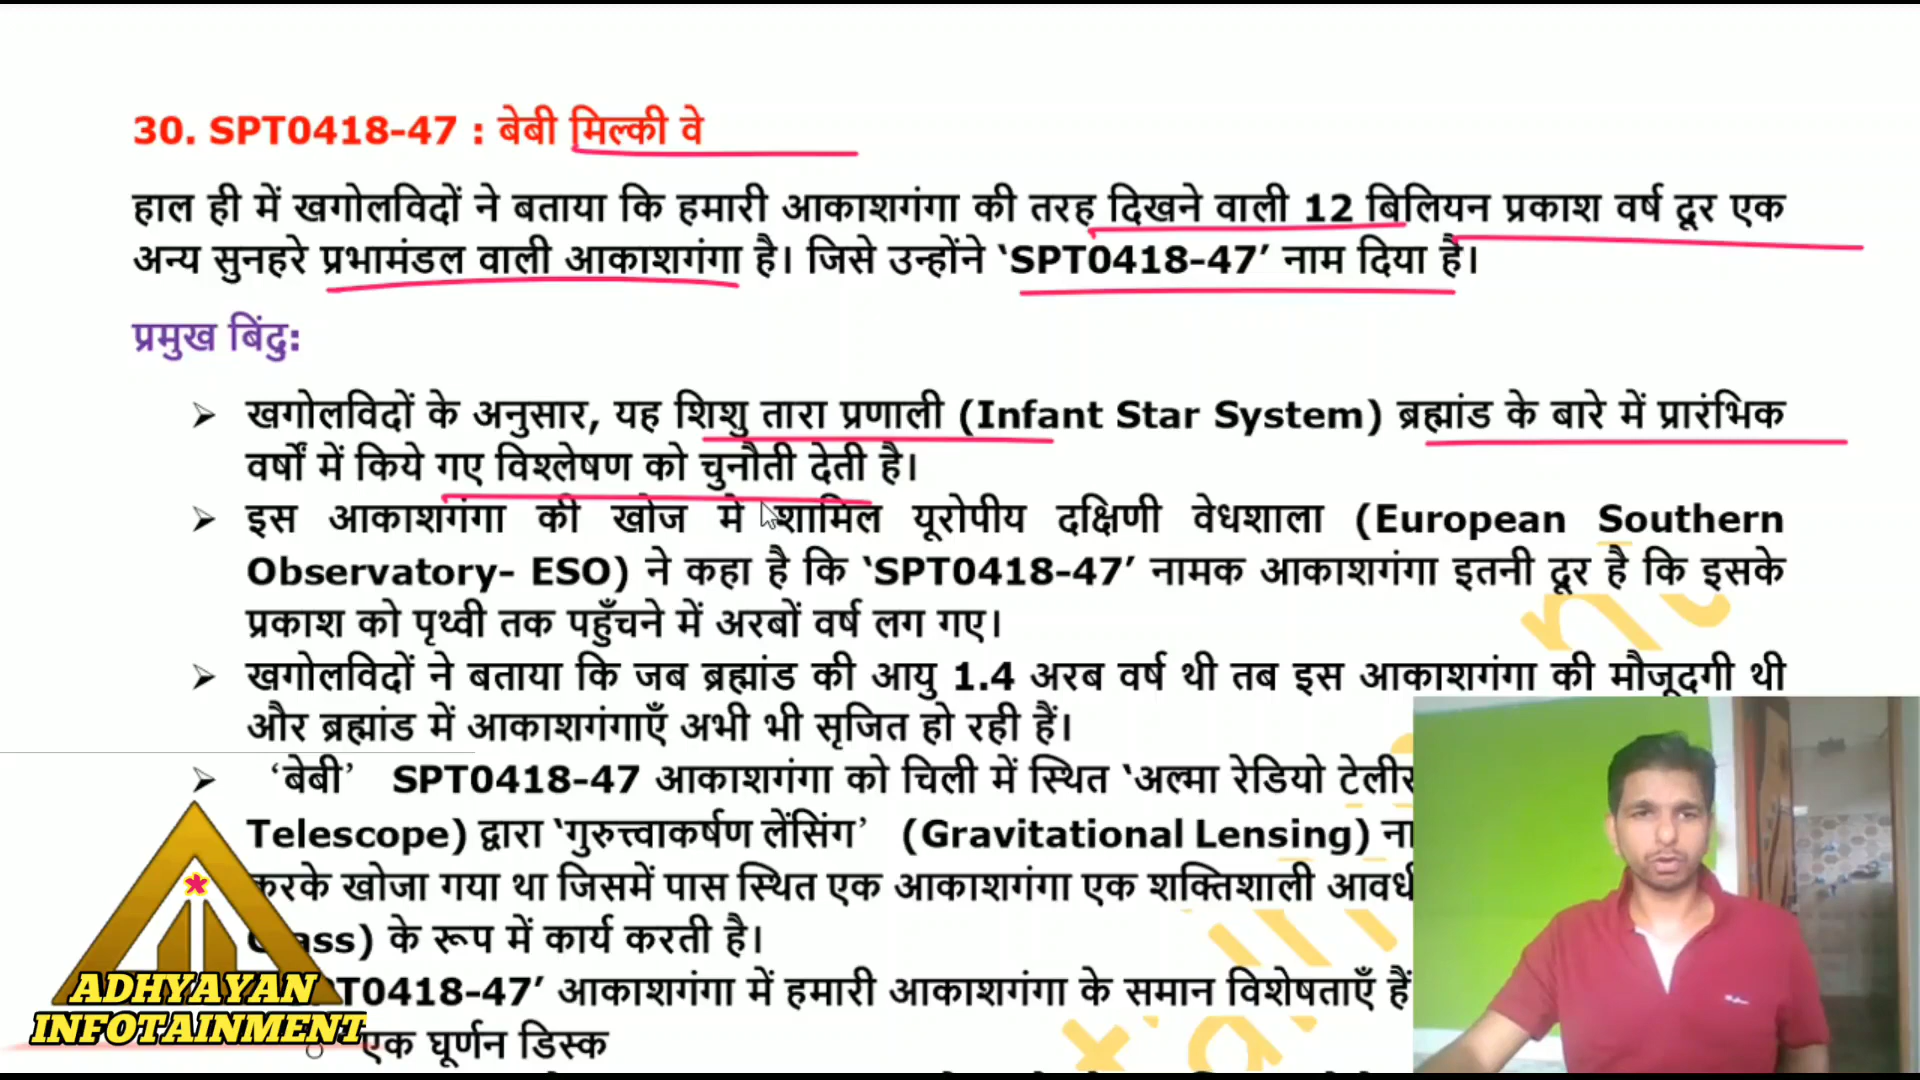 30. SPT0418-47 : बेबी मिल्की वे
हाल ही में खगोलविदों ने बताया कि हमारी आकाशगंगा की तरह दिखने वाली 12 बिलियन प्रकाश वर्ष दूर एक
अन्य सुनहरे प्रभामंडल वाली आकाशगंगा है। जिसे उन्होंने ‘SPT0418-47’ नाम दिया है।
प्रमुख बिंदु:
➢ खगोलविदों के अनुसार, यह शिशु तारा प्रणाली (Infant Star System) ब्रह्मांड के बारे में प्रारंभिक
वर्षों में किये गए विश्लेषण को चुनौती देती है।
➢ इस आकाशगंगा की खोज मे शामिल यूरोपीय दक्षिणी वेधशाला (European Southern
Observatory- ESO) ने कहा है कि ‘SPT0418-47’ नामक आकाशगंगा इतनी दूर है कि इसके
प्रकाश को पृथ्वी तक पहुँचने में अरबों वर्ष लग गए।
➢ खगोलविदों ने बताया कि जब ब्रह्मांड की आयु 1.4 अरब वर्ष थी तब इस आकाशगंगा की मौजूदगी थी
और ब्रह्मांड में आकाशगंगाएँ अभी भी सृजित हो रही हैं।
➢ ‘बेबी’ SPT0418-47 आकाशगंगा को चिली में स्थित ‘अल्मा रेडियो
Telescope) द्वारा ‘गुरुत्त्वाकर्षण लेंसिंग’ (Gravitational Lensing)
करके खोजा गया था जिसमें पास स्थित एक आकाशगंगा एक शक्तिशाली
के रूप में कार्य करती है।
T0418-47’ आकाशगंगा में हमारी आकाशगंगा के समान विशेषताएँ हैं
एक घूर्णन डिस्क
ADHYAYAN
INFOTAINMENT